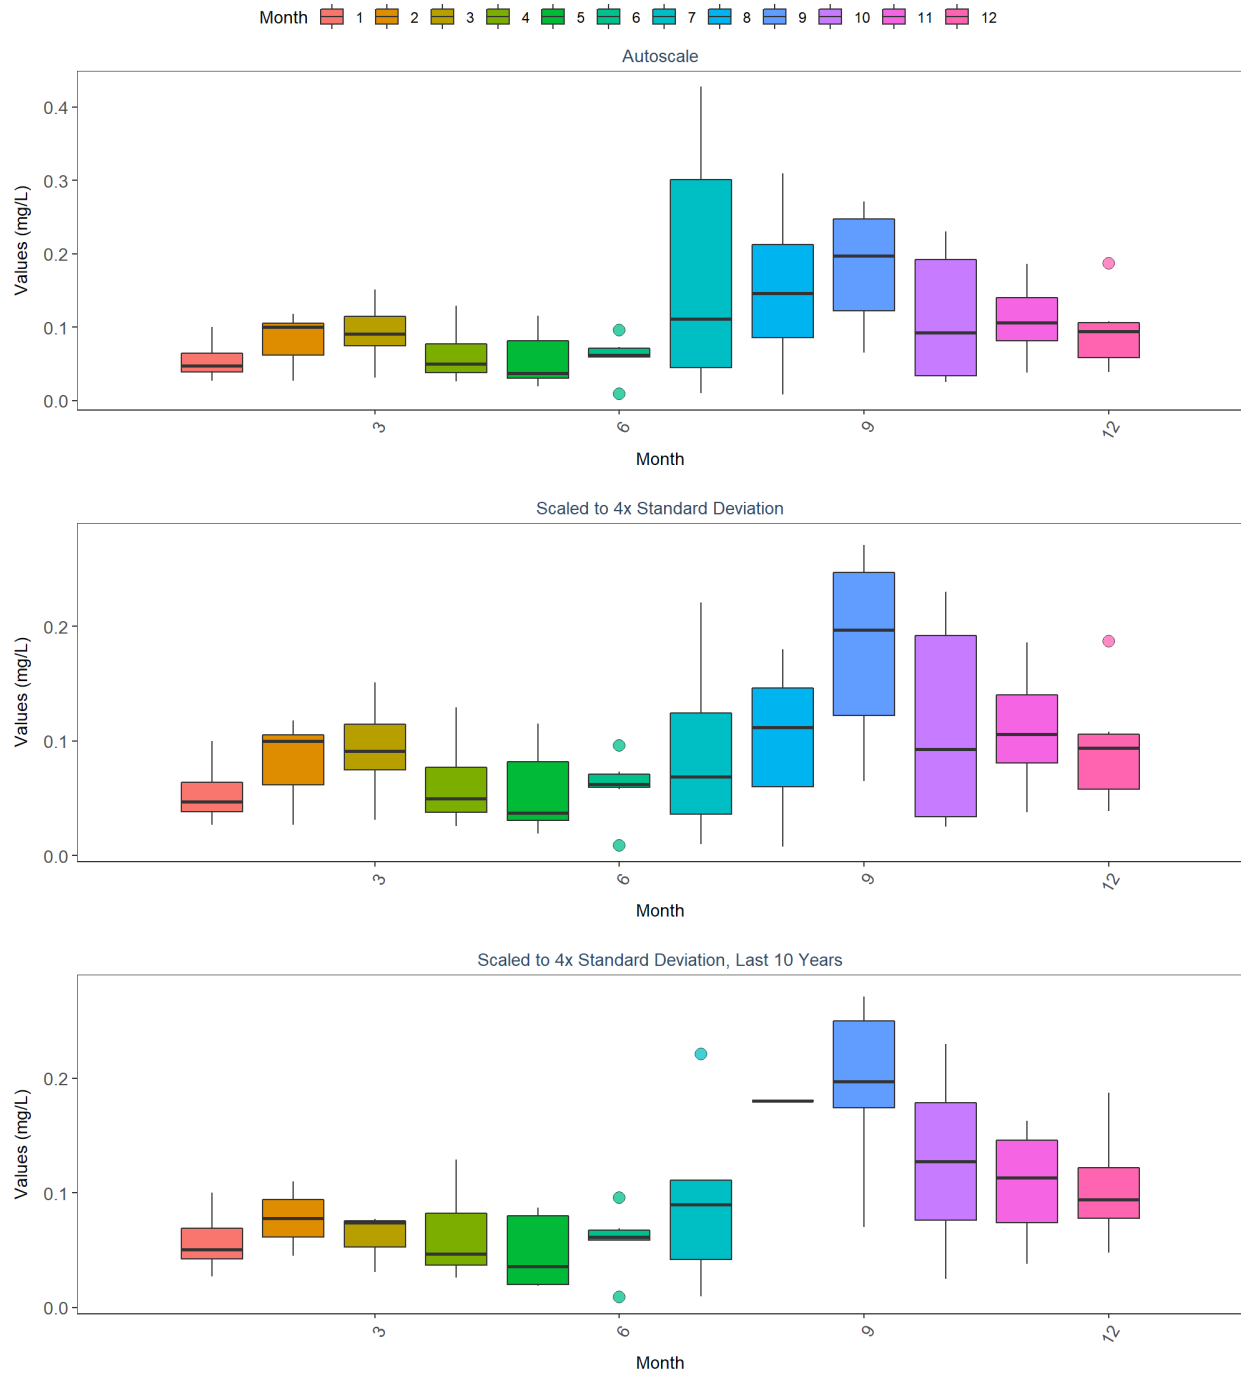 Month 1 2 3 4 5 6 7 8 9 10 11 12
Autoscale
Values (mg/L)
0.4
0.3
0.2
0.1
0.0
3 6 9 12
Month
Scaled to 4x Standard Deviation
Values (mg/L)
0.2
0.1
0.0
3 6 9 12
Month
Scaled to 4x Standard Deviation, Last 10 Years
Values (mg/L)
0.2
0.1
0.0
3 6 9 12
Month